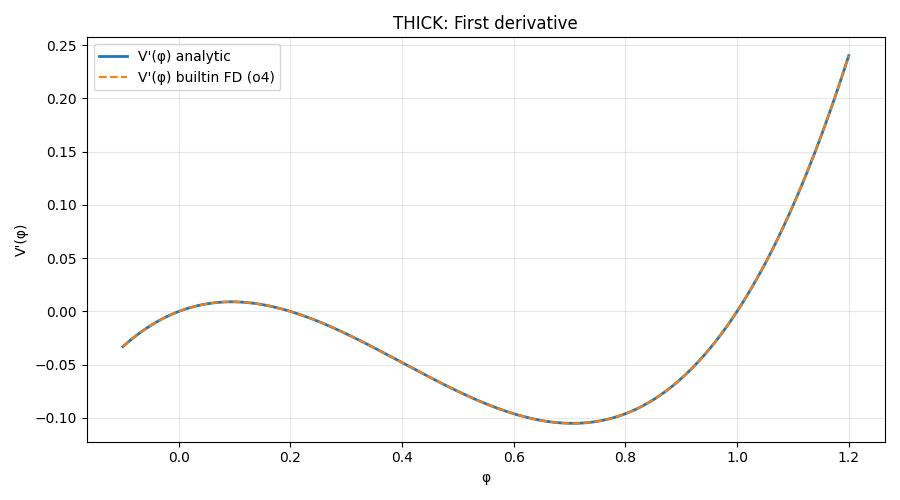 THICK: First derivative
V'(φ) analytic
V'(φ) builtin FD (o4)
0.25
0.20
0.15
0.10
0.05
0.00
−0.05
−0.10
V'(φ)
0.0 0.2 0.4 0.6 0.8 1.0 1.2
φ